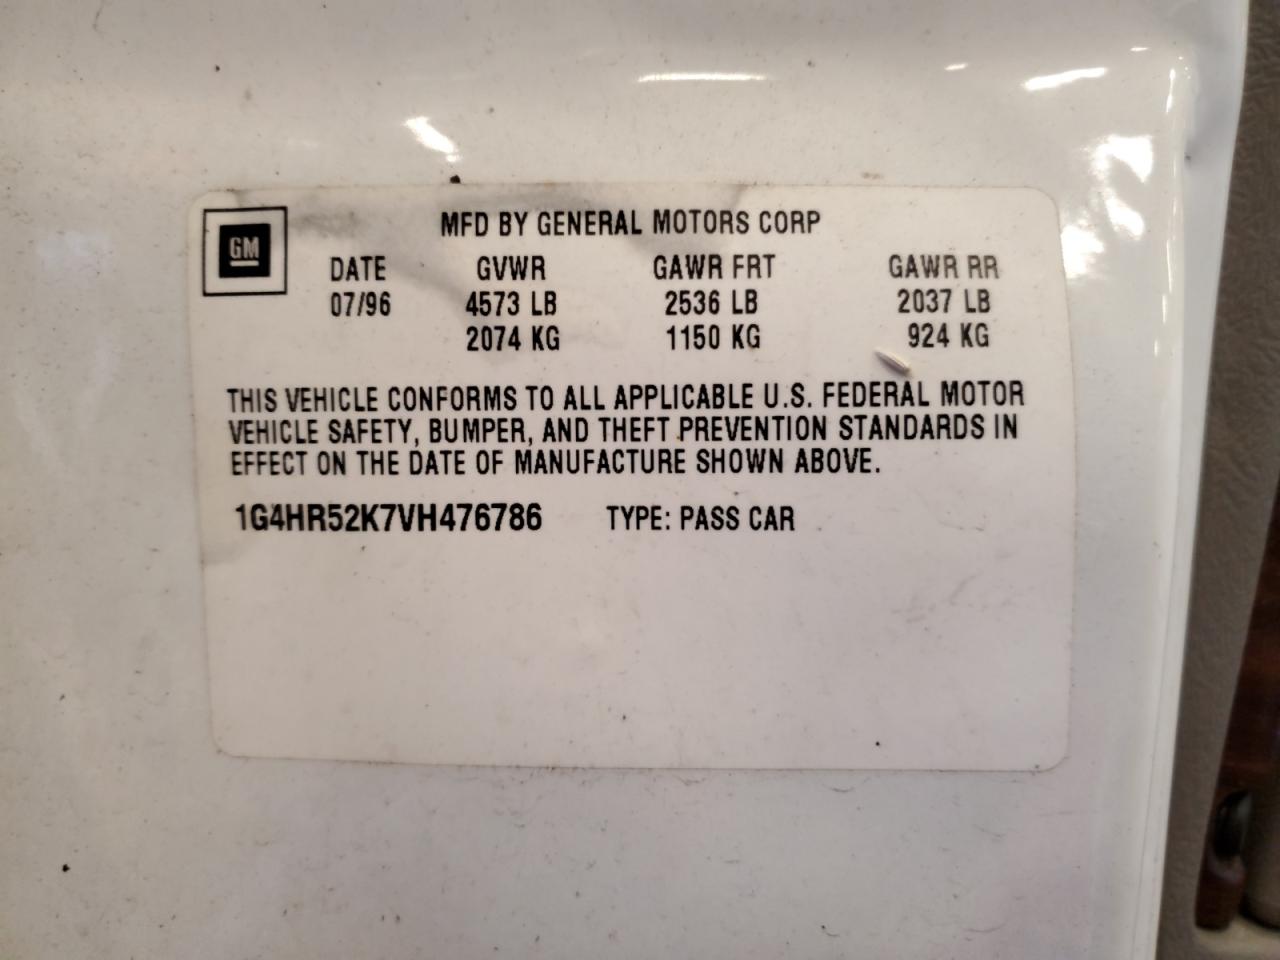 GM
MFD BY GENERAL MOTORS CORP
DATE GVWR GAWR FRT GAWR RR
07/96 4573 LB 2536 LB 2037 LB
2074 KG 1150 KG 924 KG
THIS VEHICLE CONFORMS TO ALL APPLICABLE U.S. FEDERAL MOTOR
VEHICLE SAFETY, BUMPER, AND THEFT PREVENTION STANDARDS IN
EFFECT ON THE DATE OF MANUFACTURE SHOWN ABOVE.
1G4HR52K7VH476786 TYPE: PASS CAR